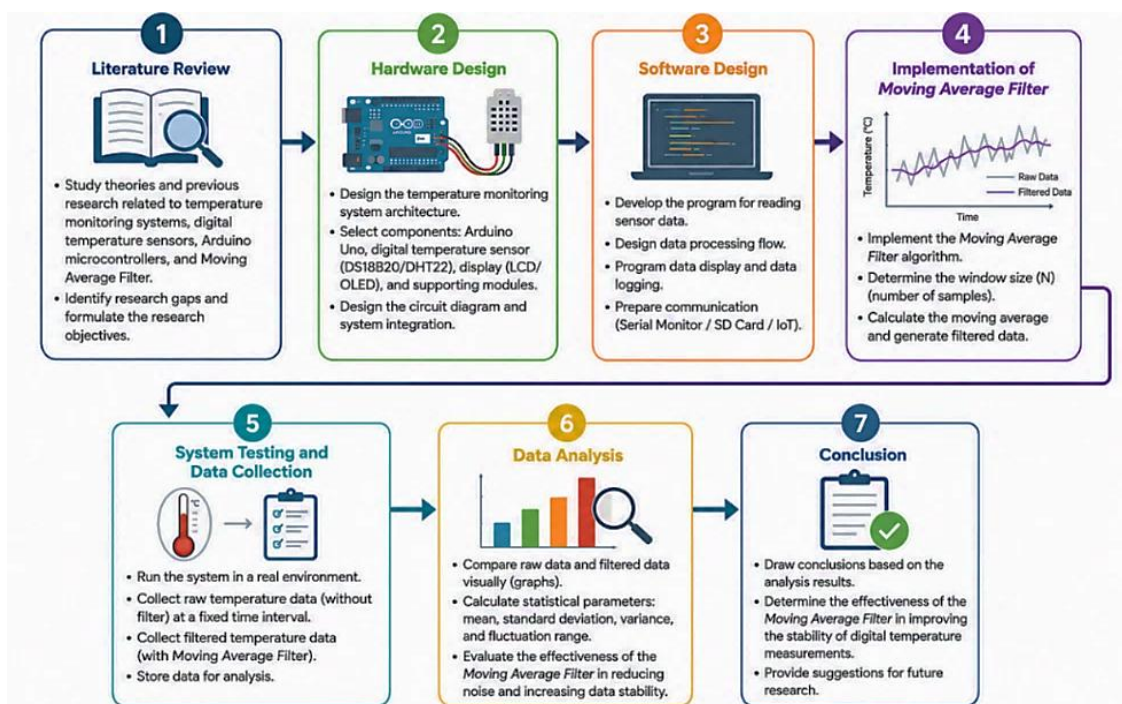 1
Literature Review
• Study theories and previous
research related to temperature
monitoring systems, digital
temperature sensors, Arduino
microcontrollers, and Moving
Average Filter.
• Identify research gaps and
formulate the research
objectives.
2
Hardware Design
ARDUINO
• Design the temperature monitoring
system architecture.
• Select components: Arduino
Uno, digital temperature sensor
(DS18B20/DHT22), display (LCD/
OLED), and supporting modules.
• Design the circuit diagram and
system integration.
3
Software Design
• Develop the program for reading
sensor data.
• Design data processing flow.
• Program data display and data
logging.
• Prepare communication
(Serial Monitor / SD Card / IoT).
4
Implementation of
Moving Average Filter
Temperature (°C)
Raw Data
Filtered Data
Time
• Implement the Moving Average
Filter algorithm.
• Determine the window size (N)
(number of samples).
• Calculate the moving average
and generate filtered data.
5
System Testing and
Data Collection
°C
• Run the system in a real environment.
• Collect raw temperature data (without
filter) at a fixed time interval.
• Collect filtered temperature data
(with Moving Average Filter).
• Store data for analysis.
6
Data Analysis
• Compare raw data and filtered data
visually (graphs).
• Calculate statistical parameters:
mean, standard deviation, variance,
and fluctuation range.
• Evaluate the effectiveness of the
Moving Average Filter in reducing
noise and increasing data stability.
7
Conclusion
• Draw conclusions based on the
analysis results.
• Determine the effectiveness of the
Moving Average Filter in improving
the stability of digital temperature
measurements.
• Provide suggestions for future
research.